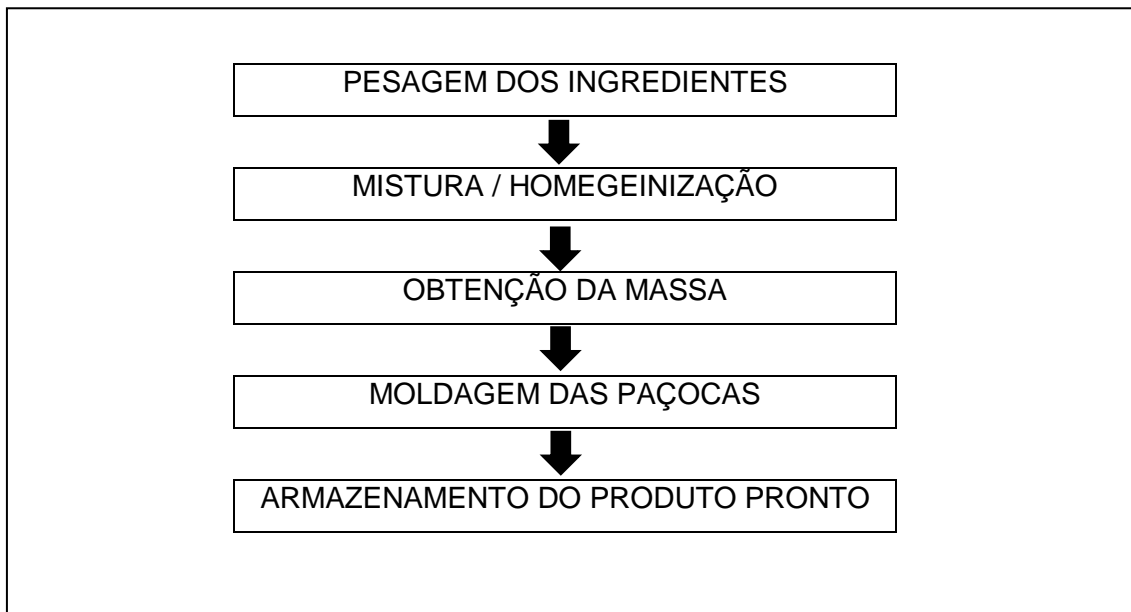 PESAGEM DOS INGREDIENTES
MISTURA / HOMEGEINIZAÇÃO
OBTENÇÃO DA MASSA
MOLDAGEM DAS PAÇOCAS
ARMAZENAMENTO DO PRODUTO PRONTO